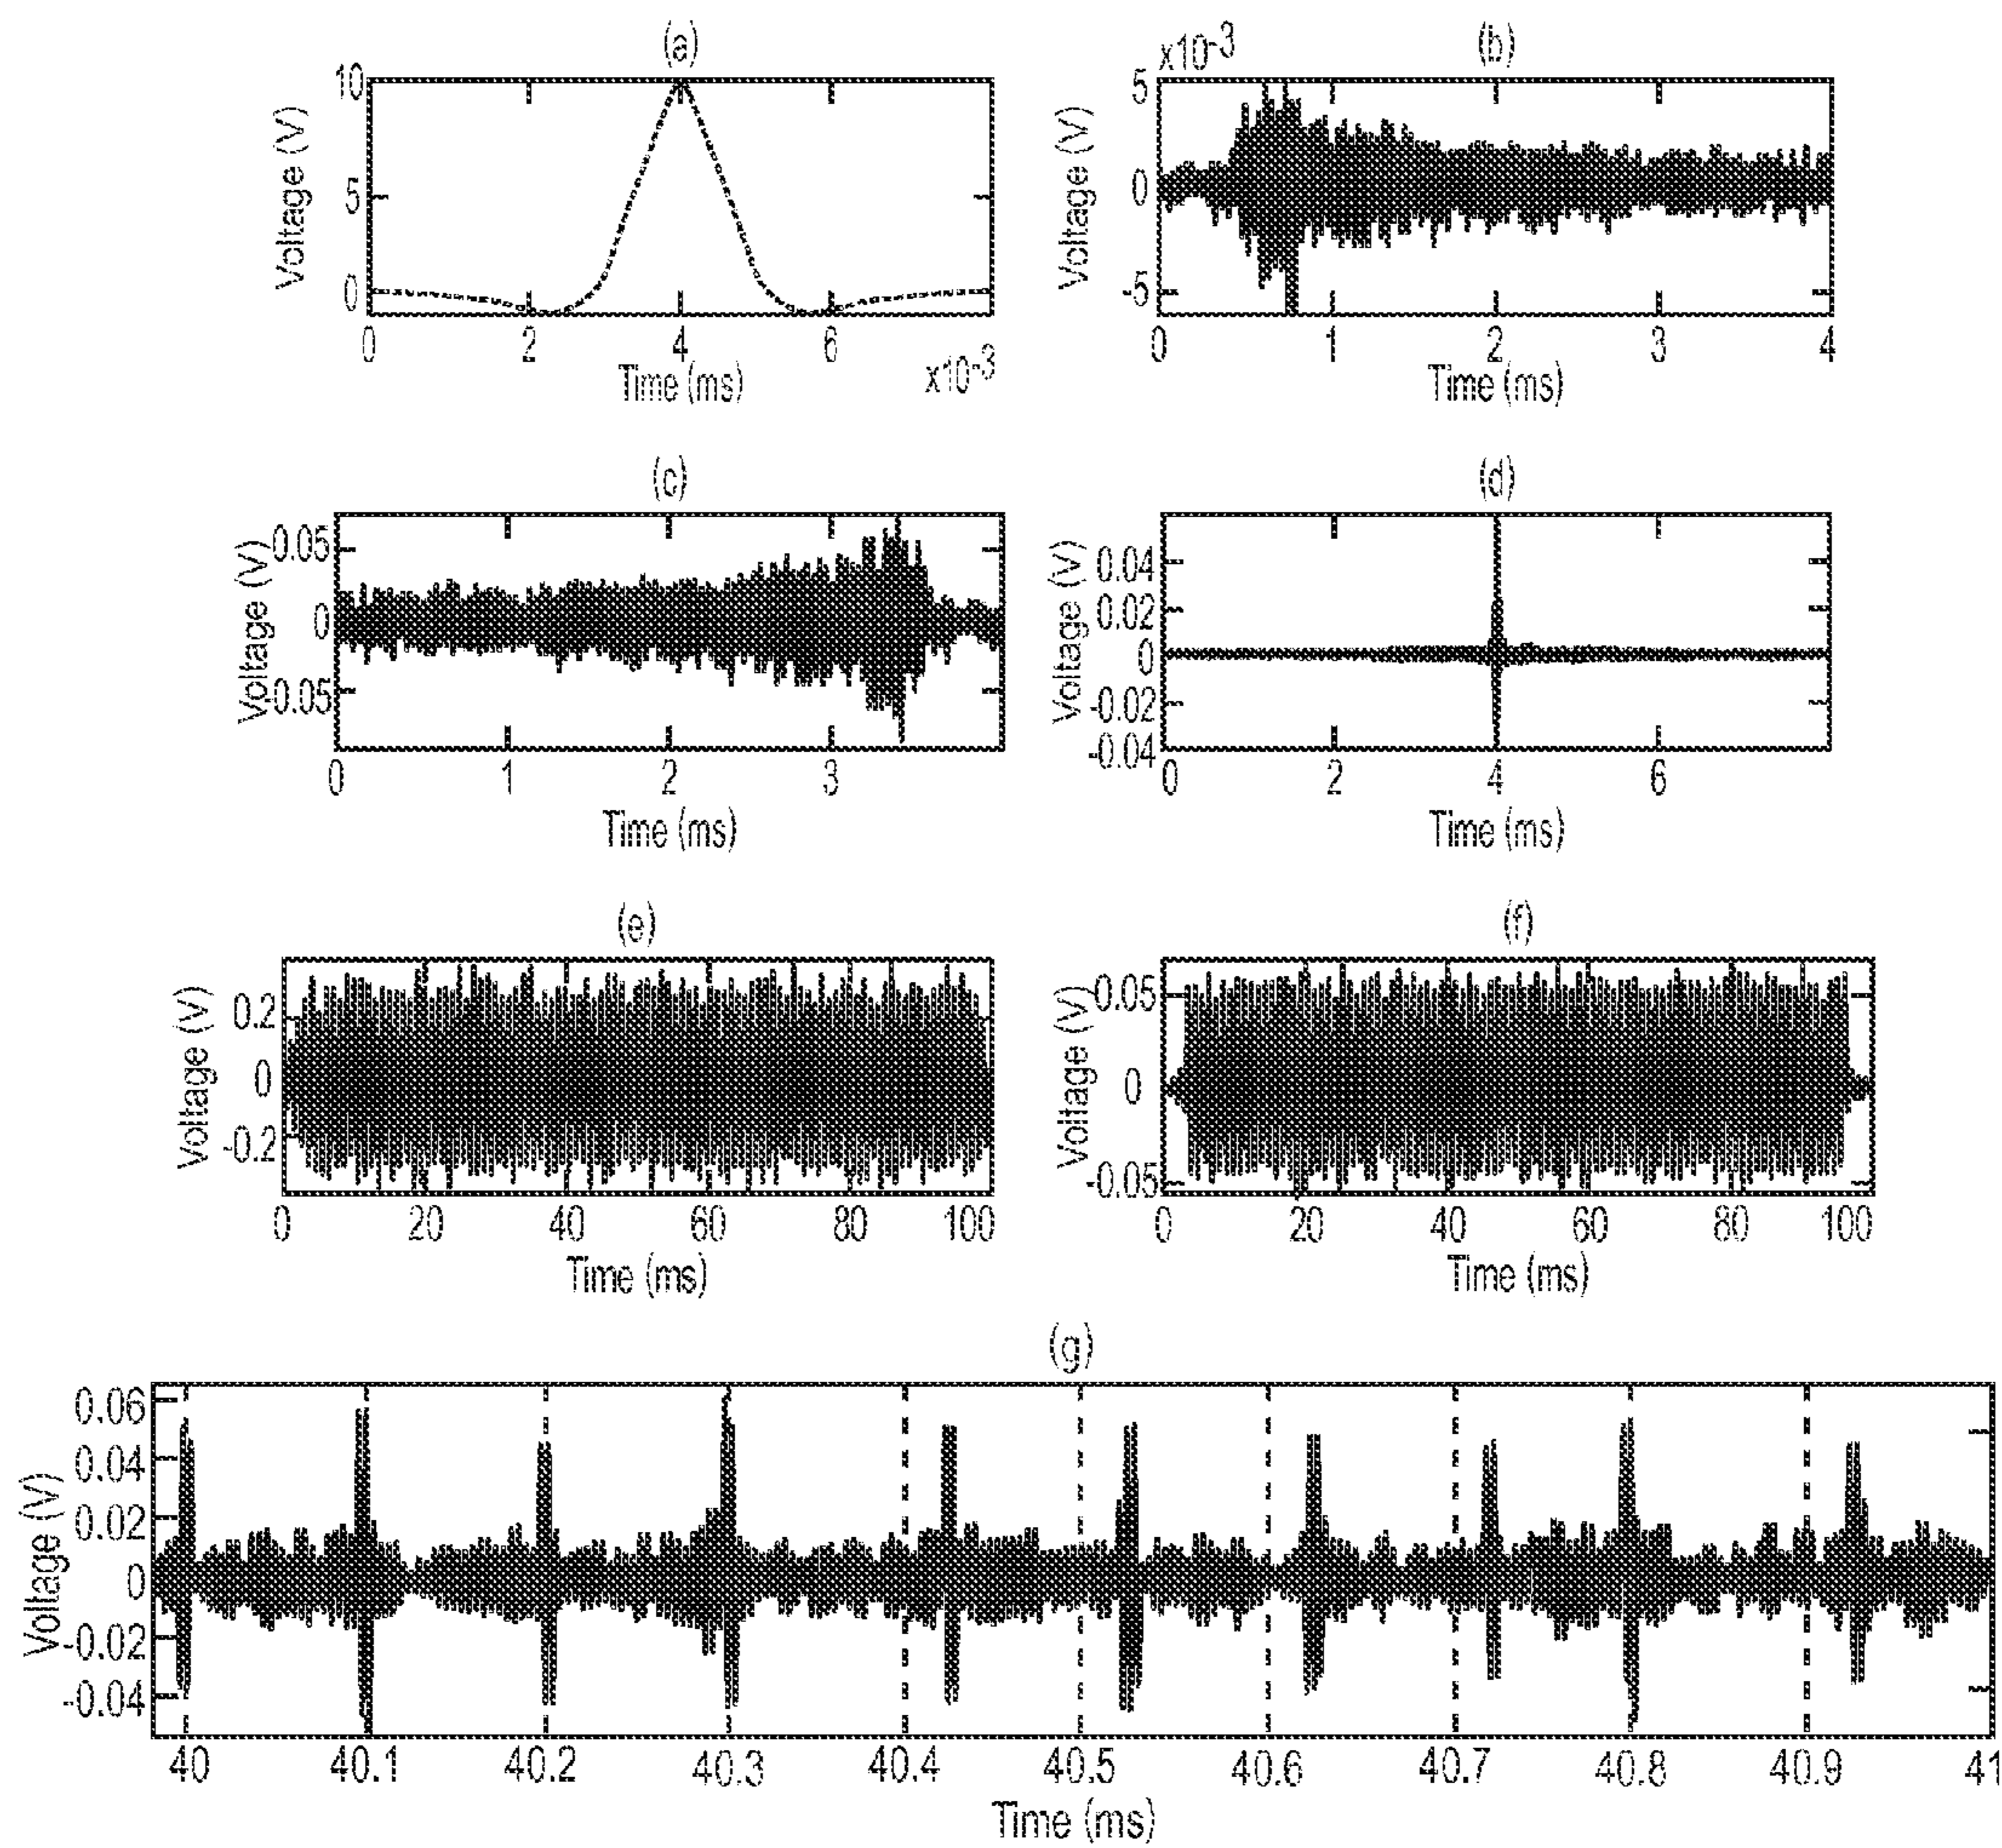 (a)
Voltage (V)
10
5
0
0 2 4 6
x10-3
Time (ms)
(b)
x10-3
Voltage (V)
5
0
-5
0 1 2 3 4
Time (ms)
(c)
Voltage (V)
0.05
0
-0.05
0 1 2 3
Time (ms)
(d)
Voltage (V)
0.04
0.02
0
-0.02
-0.04
0 2 4 6
Time (ms)
(e)
Voltage (V)
0.2
0
-0.2
0 20 40 60 80 100
Time (ms)
(f)
Voltage (V)
0.05
0
-0.05
0 20 40 60 80 100
Time (ms)
(g)
Voltage (V)
0.06
0.04
0.02
0
-0.02
-0.04
40 40.1 40.2 40.3 40.4 40.5 40.6 40.7 40.8 40.9 41
Time (ms)